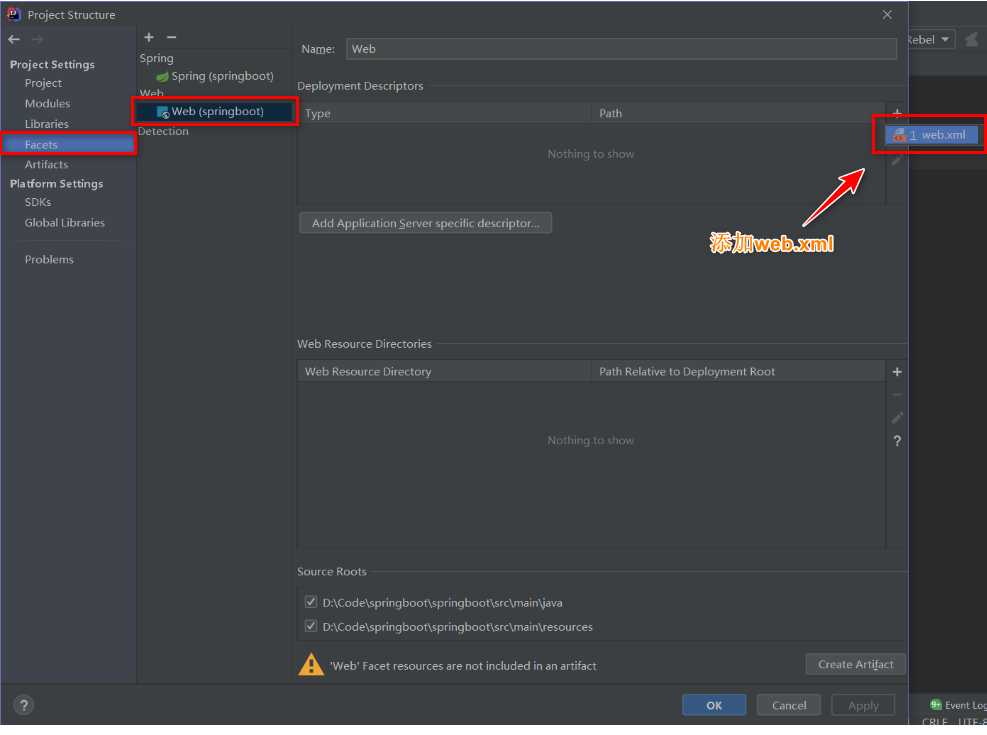 Project Structure
Rebel
Project Settings
Project
Modules
Libraries
Facets
Artifacts
Platform Settings
SDKs
Global Libraries
Problems
Spring
Spring (springboot)
Web
Web (springboot)
Detection
Name: Web
Deployment Descriptors
Type Path
1 web.xml
Nothing to show
Add Application Server specific descriptor...
添加web.xml
Web Resource Directories
Web Resource Directory Path Relative to Deployment Root
Nothing to show
?
Source Roots
D:\Code\springboot\springboot\src\main\java
D:\Code\springboot\springboot\src\main\resources
'Web' Facet resources are not included in an artifact
Create Artifact
?
OK Cancel Apply
9+ Event Log
CRLF UTF-8